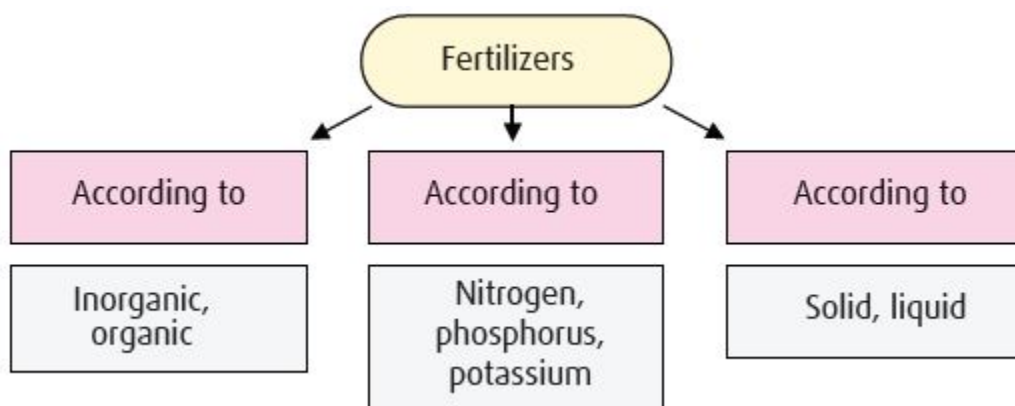 Fertilizers
According to
Inorganic,
organic
According to
Nitrogen,
phosphorus,
potassium
According to
Solid, liquid